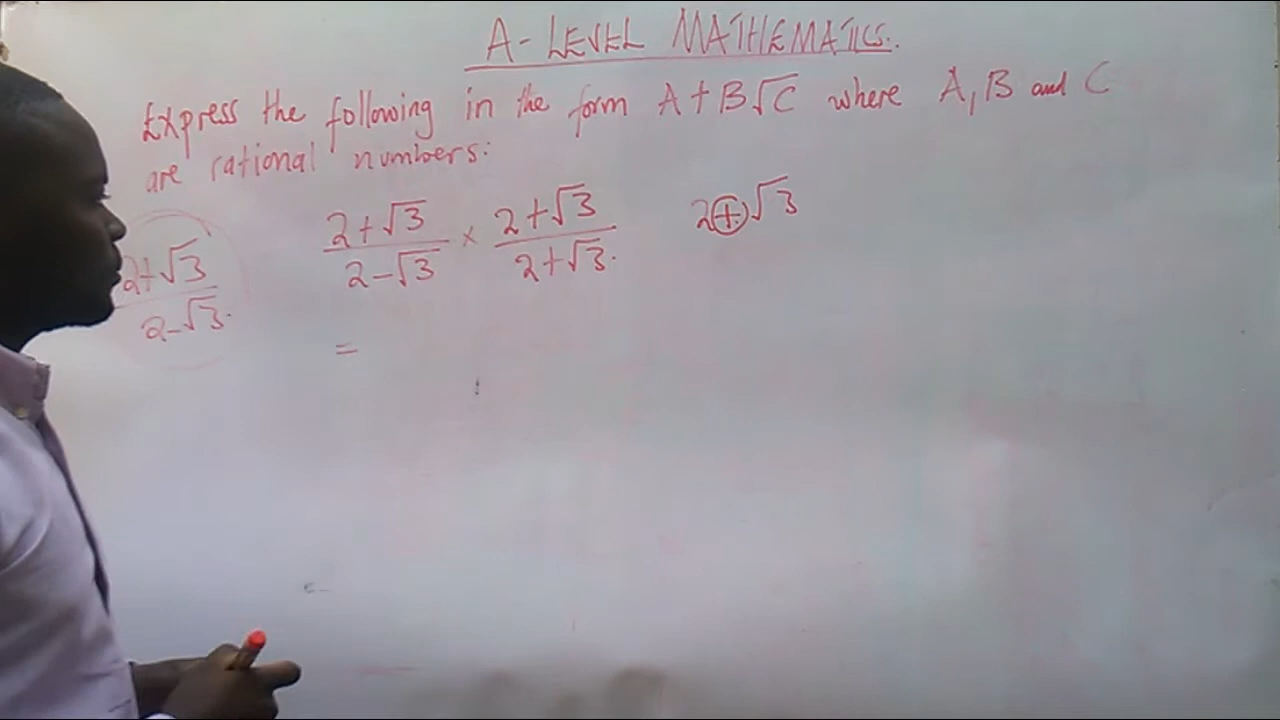 A-LEVEL MATHEMATICS.
Express the following in the form A+B√C where A, B and C
are rational numbers:
2+√3 / 2-√3
2+√3 / 2-√3 × 2+√3 / 2+√3.
2+√3
=